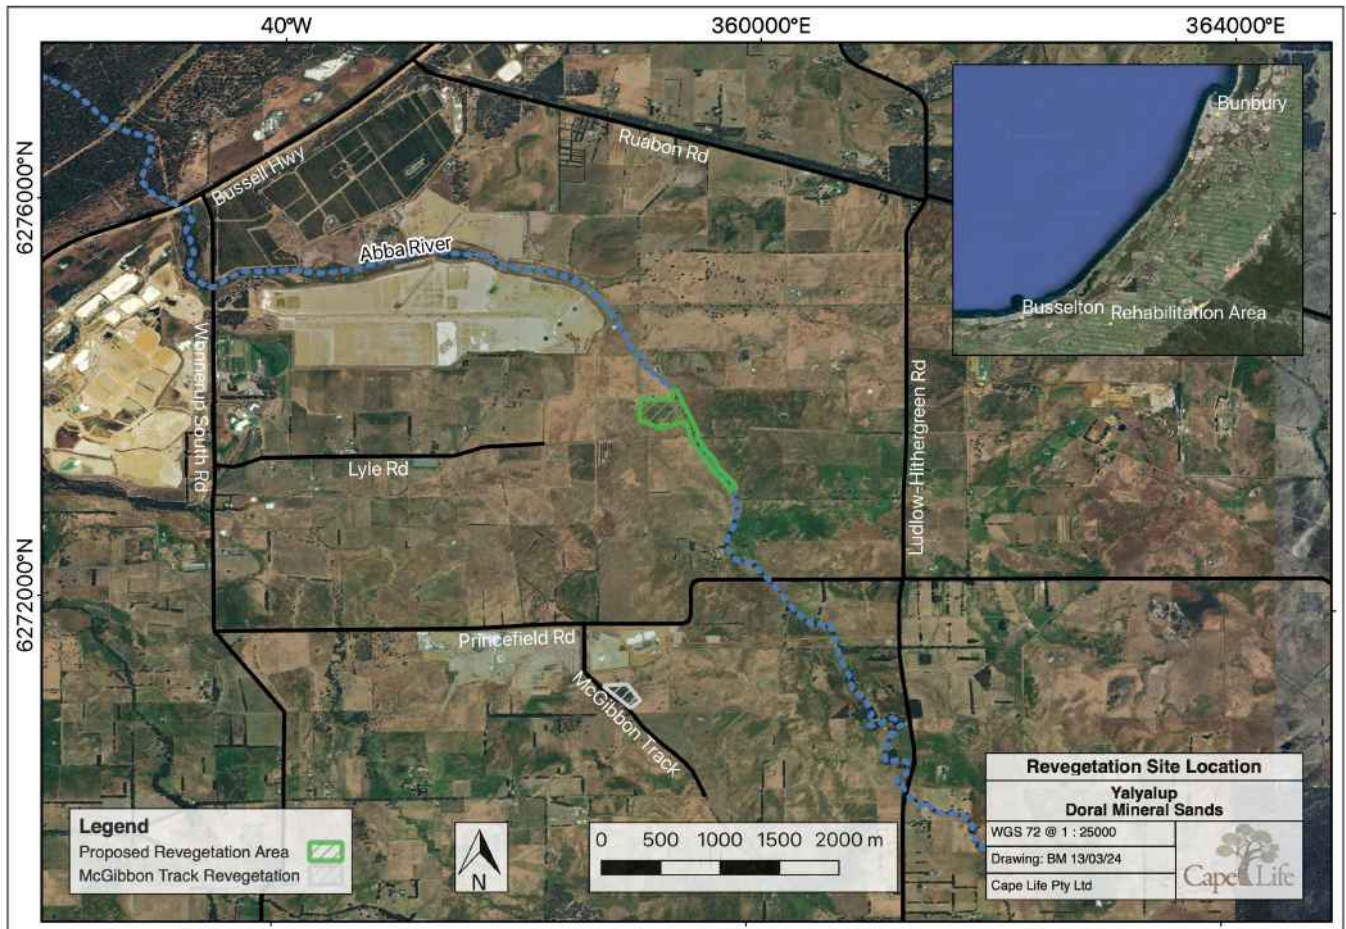 40°W
360000°E
364000°E
6276000°N
6272000°N
Bussell Hwy
Ruabon Rd
Abba River
Wonnerup South Rd
Lyle Rd
Ludlow-Hithergreen Rd
Princefield Rd
McGibbon Track
Bunbury
Busselton
Rehabilitation Area
Legend
Proposed Revegetation Area
McGibbon Track Revegetation
N
0 500 1000 1500 2000 m
Revegetation Site Location
Yalyalup
Doral Mineral Sands
WGS 72 @ 1 : 25000
Drawing: BM 13/03/24
Cape Life Pty Ltd
Cape Life